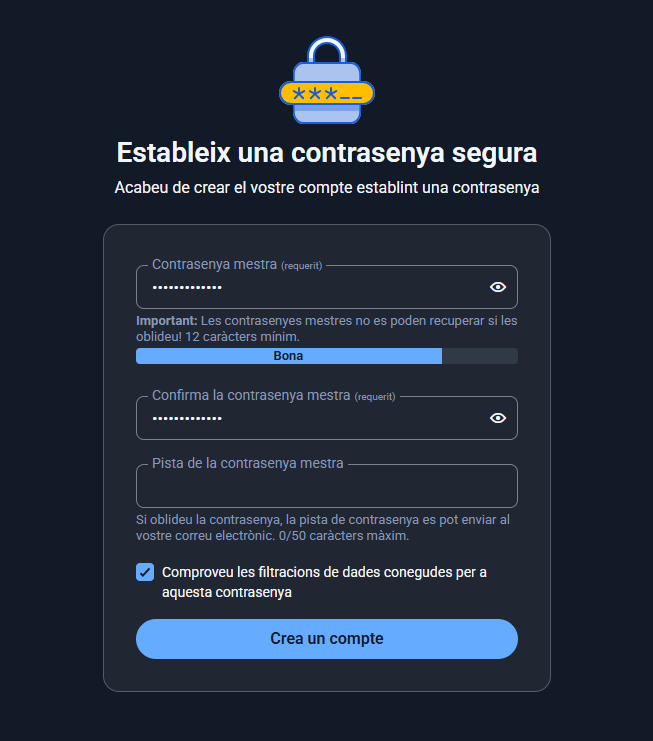 ***__
Estableix una contrasenya segura
Acabeu de crear el vostre compte establint una contrasenya
Contrasenya mestra (requerit)
•••••••••••••
Important: Les contrasenyes mestres no es poden recuperar si les
oblideu! 12 caràcters mínim.
Bona
Confirma la contrasenya mestra (requerit)
•••••••••••••
Pista de la contrasenya mestra
Si oblideu la contrasenya, la pista de contrasenya es pot enviar al
vostre correu electrònic. 0/50 caràcters màxim.
Comproveu les filtracions de dades conegudes per a
aquesta contrasenya
Crea un compte